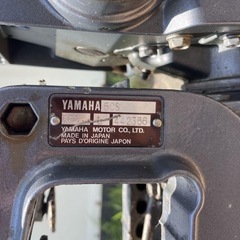 YAMAHA
YAMAHA MOTOR CO., LTD.
MADE IN JAPAN
PAYS D'ORIGINE JAPON